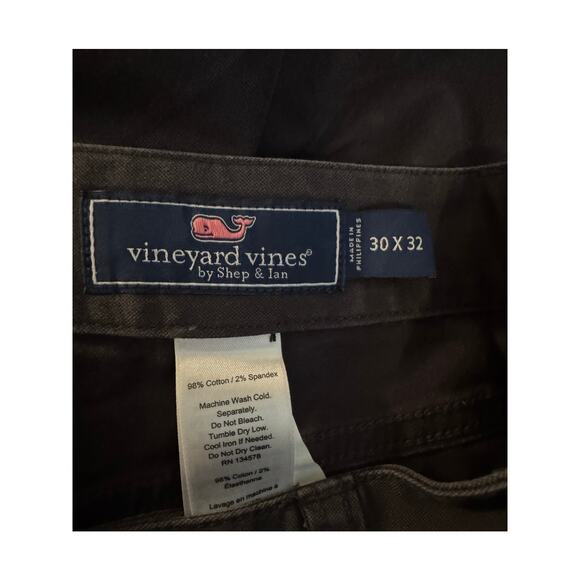 vineyard vines®
by Shep & Ian
MADE IN
PHILIPPINES
30 X 32
98% Cotton / 2% Spandex
Machine Wash Cold.
Separately.
Do Not Bleach.
Tumble Dry Low.
Cool Iron If Needed.
Do Not Dry Clean.
RN 134578
98% Coton / 2%
Élasthanne
Lavage en machine à